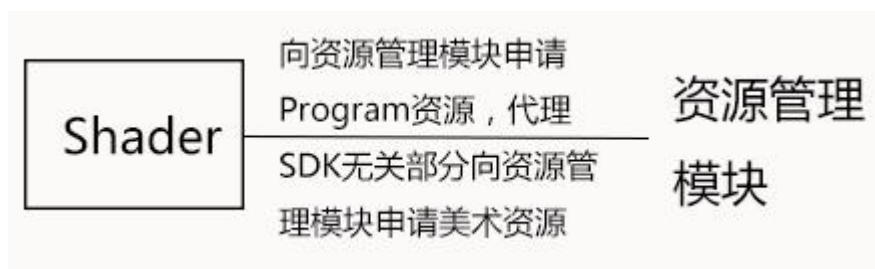 Shader
向资源管理模块申请
Program资源，代理
SDK无关部分向资源管
理模块申请美术资源
资源管理
模块